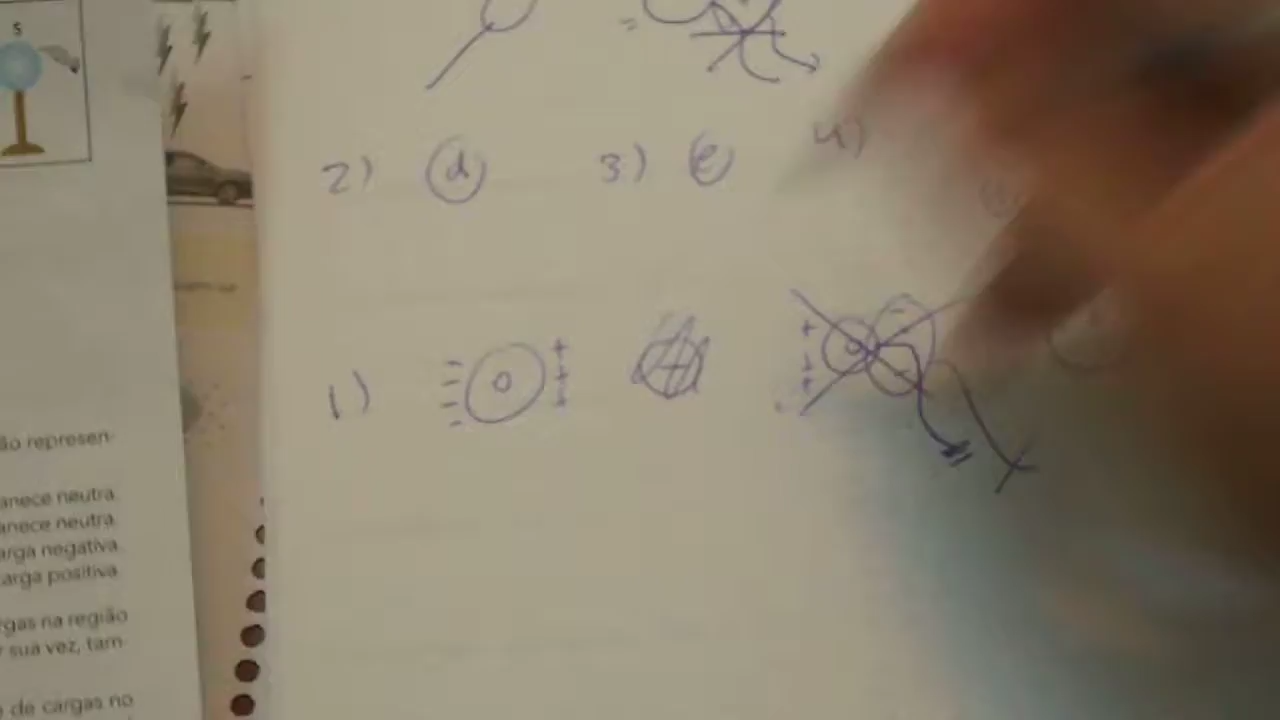 5
2) d 3) e 4)
1) - - - - o + + +
ão represen-
anece neutra.
anece neutra.
arga negativa.
arga positiva.
rgas na região
r sua vez, tam-
e de cargas no